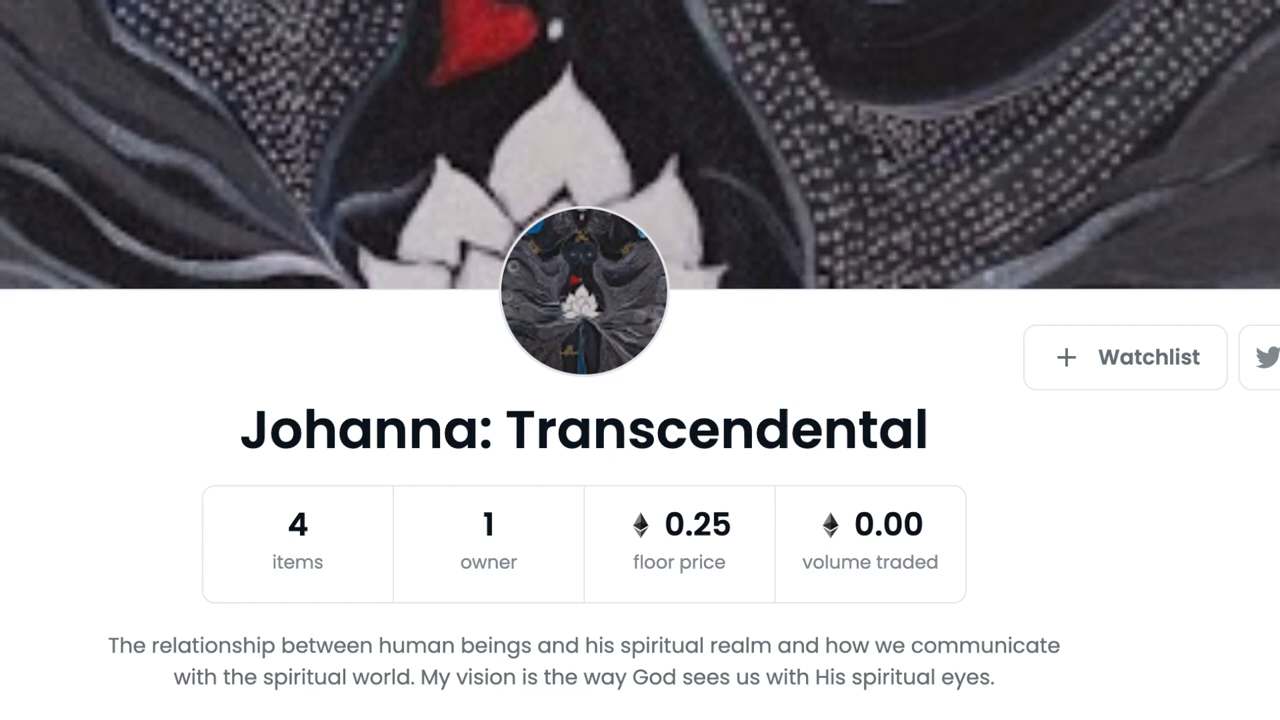 Watchlist
Johanna: Transcendental
4
items
1
owner
0.25
floor price
0.00
volume traded
The relationship between human beings and his spiritual realm and how we communicate
with the spiritual world. My vision is the way God sees us with His spiritual eyes.